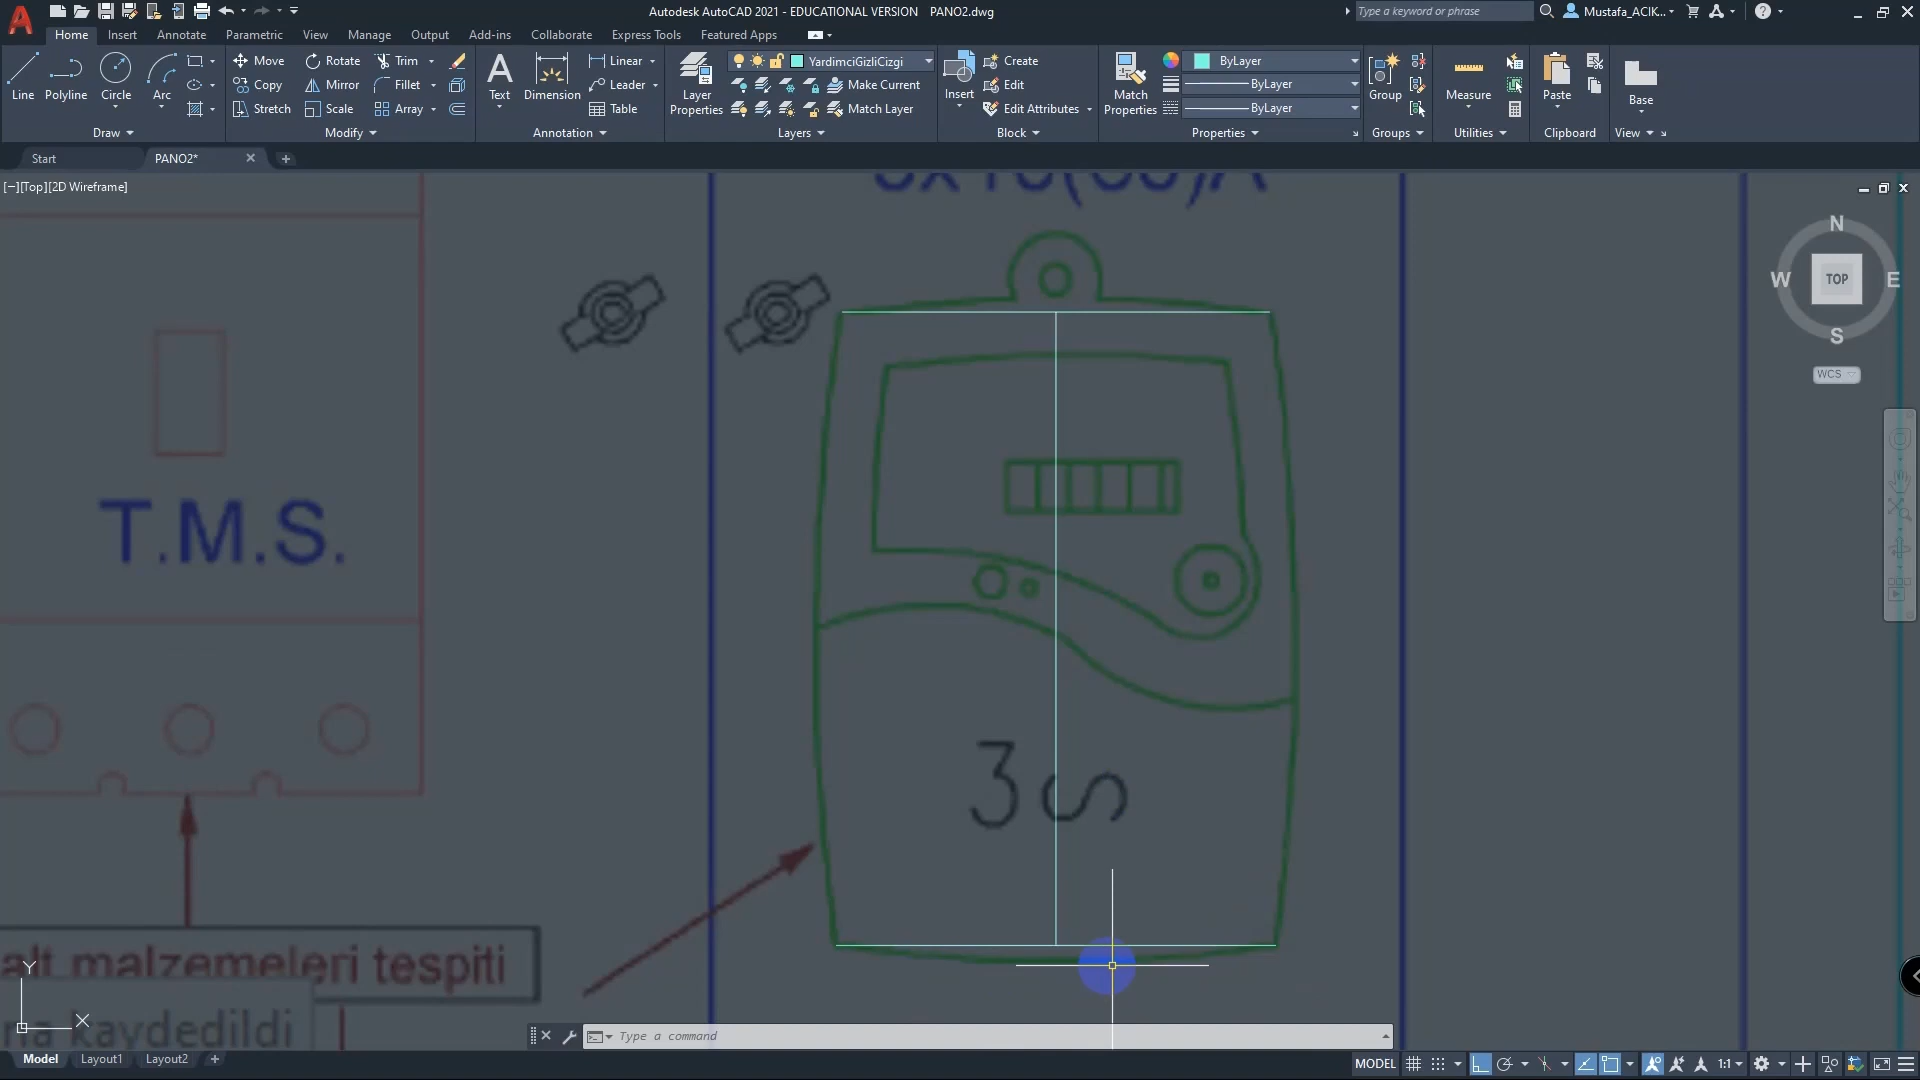 Autodesk AutoCAD 2021 - EDUCATIONAL VERSION PANO2.dwg
Type a keyword or phrase
Mustafa_ACIK...
Home Insert Annotate Parametric View Manage Output Add-ins Collaborate Express Tools Featured Apps
Line Polyline Circle Arc
Draw
Move Rotate Trim
Copy Mirror Fillet
Stretch Scale Array
Modify
Text Dimension
Linear
Leader
Table
Annotation
Layer Properties
YardimciGizliCizgi
Make Current
Match Layer
Layers
Insert
Create
Edit
Edit Attributes
Block
Match Properties
ByLayer
ByLayer
ByLayer
Properties
Group
Groups
Measure
Utilities
Paste
Clipboard
Base
View
Start PANO2*
[−][Top][2D Wireframe]
N
W TOP E
S
WCS
T.M.S.
3 S
malzemeleri tespiti
kaydedildi
Y
X
Type a command
Model Layout1 Layout2
MODEL 1:1